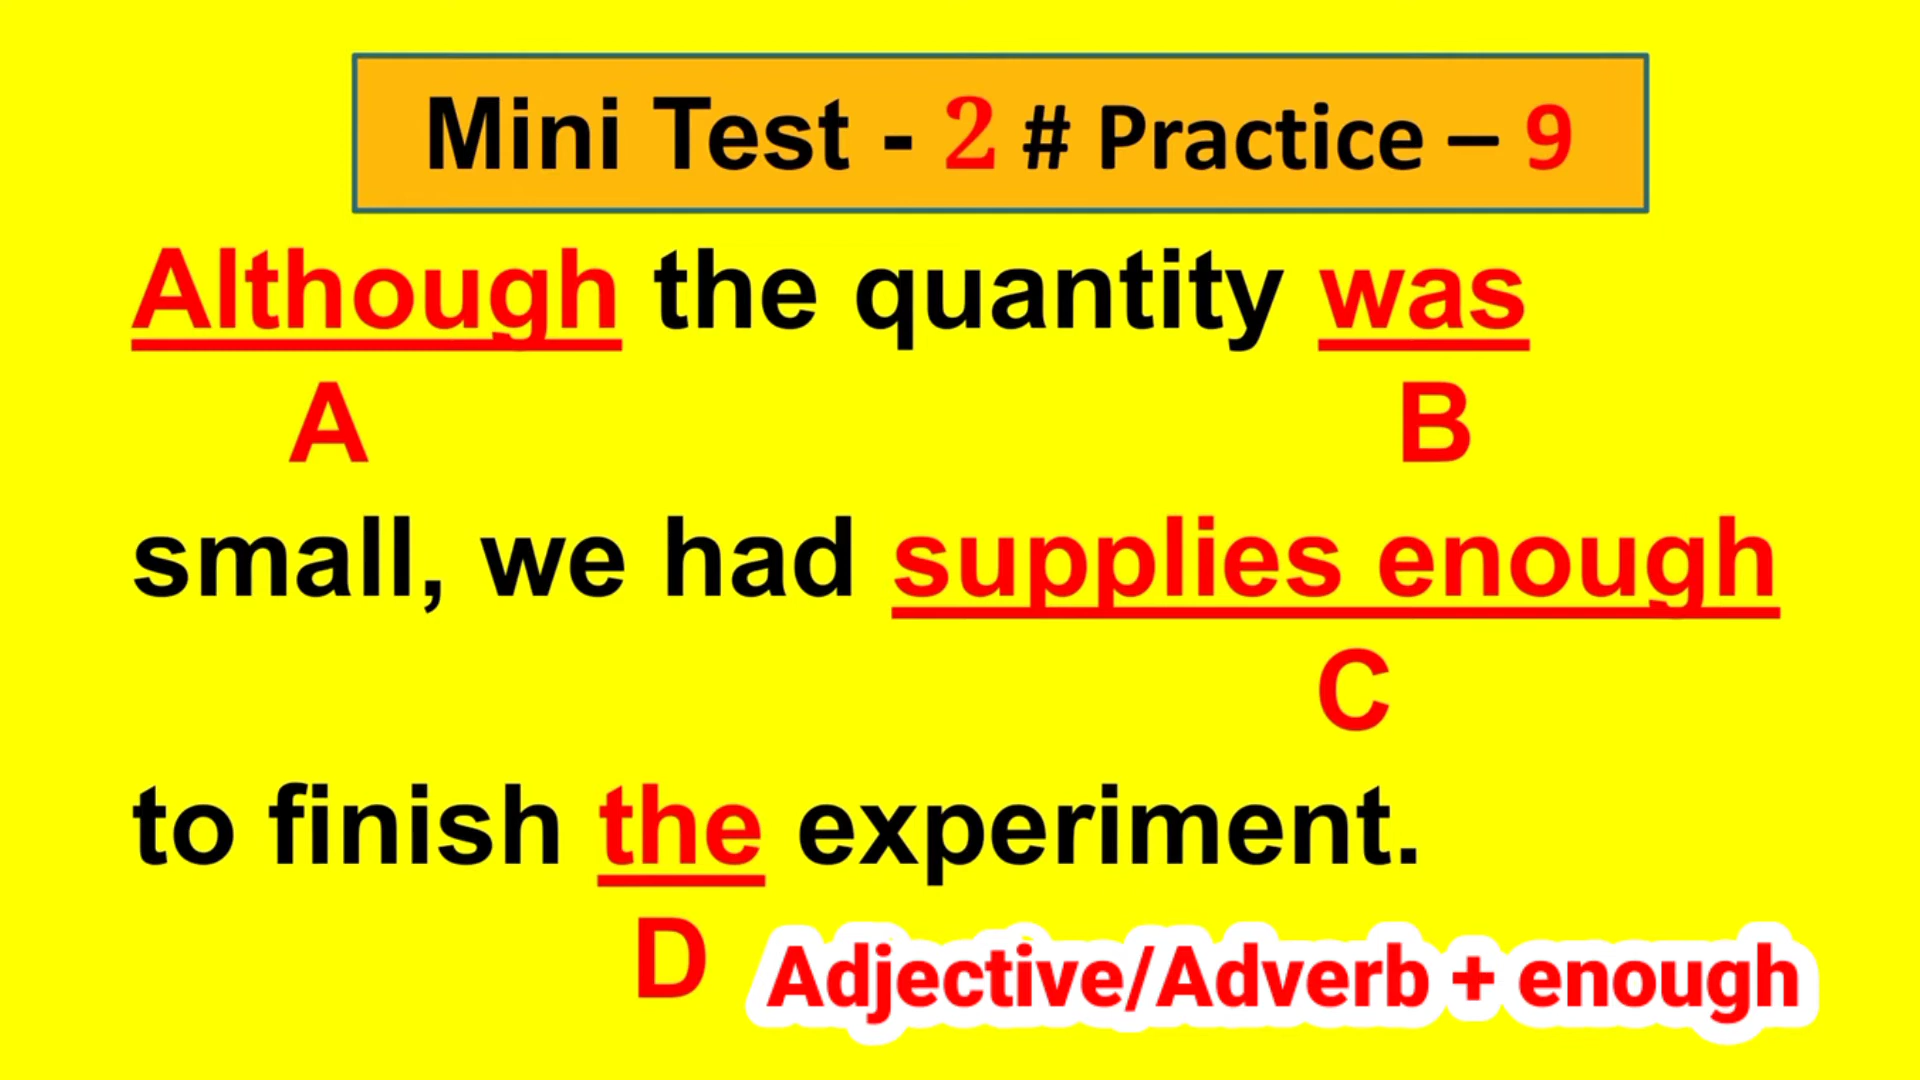 Mini Test - 2 # Practice – 9
Although the quantity was
A B
small, we had supplies enough
C
to finish the experiment.
D Adjective/Adverb + enough